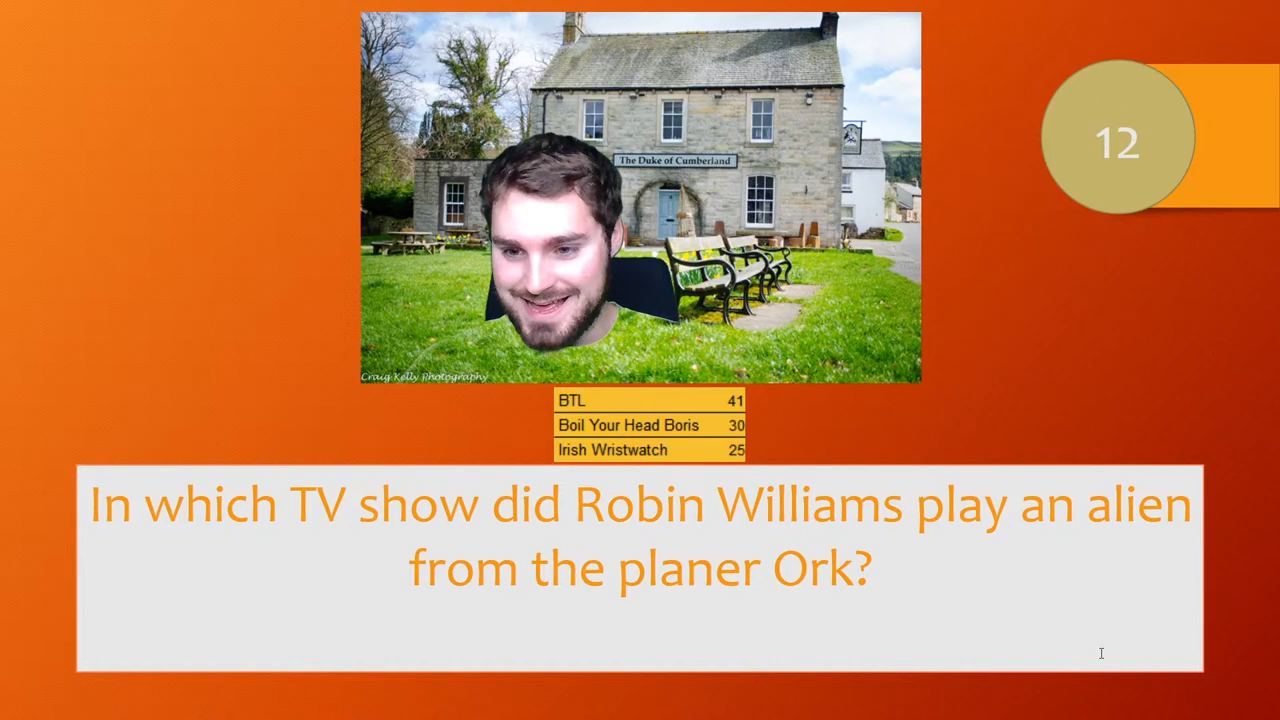 12
The Duke of Cumberland
Craig Kelly Photography
BTL 41
Boil Your Head Boris 30
Irish Wristwatch 25
In which TV show did Robin Williams play an alien
from the planer Ork?